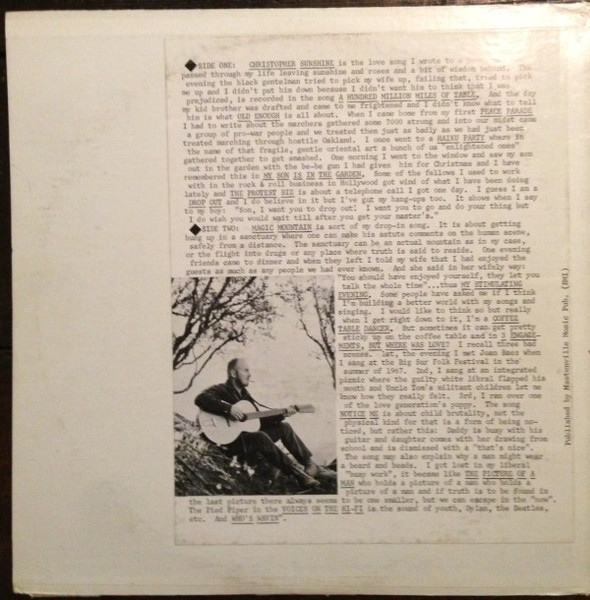 SIDE ONE: CHRISTOPHER SUNSHINE is the love song I wrote to a
passed through my life leaving sunshine and roses and a bit of wisdom behind. The
evening the black gentelman tried to pick my wife up, failing that, tried to pick
me up and I didn't put him down because I didn't want him to think that I was
prejudiced, is recorded in the song A HUNDRED MILLION MILES OF TABLE. And the day
my kid brother was drafted and came to me frightened and I didn't know what to tell
him is what OLD ENOUGH is all about. When I came home from my first PEACE PARADE
I had to write about the marchers gathered some 7000 strong and into our midst came
a group of pro-war people and we treated them just as badly as we had just been
treated marching through hostile Oakland. I once went to a HAIKU PARTY where in
the name of that fragile, gentle oriental art a bunch of us "enlightened ones"
gathered together to get smashed. One morning I went to the window and saw my son
out in the garden with the be-be gun I had given him for Christmas and I have
remembered this in MY SON IS IN THE GARDEN. Some of the fellows I used to work
with in the rock & roll business in Hollywood got wind of what I have been doing
lately and THE PROTEST BIZ is about a telephone call I got one day. I guess I am a
DROP OUT and I do believe in it but I've got my hang-ups too. It shows when I say
to my boy: "Son, I want you to drop out! I want you to go and do your thing but
I do wish you would wait till after you get your master's."
SIDE TWO: MAGIC MOUNTAIN is sort of my drop-in song. It is about getting
hung up in a sanctuary where one can make his astute comments on the human scene,
safely from a distance. The sanctuary can be an actual mountain as in my case,
or the flight into drugs or any place where truth is said to reside. One evening
friends came to dinner and when they left I told my wife that I had enjoyed the
guests as much as any people we had ever known. And she said in her wifely way:
"You should have enjoyed yourself, they let you
talk the whole time"...thus MY STIMULATING
EVENING. Some people have asked me if I think
I'm building a better world with my songs and
singing. I would like to think so but really
when I get right down to it, I'm a COFFEE
TABLE DANCER. But sometimes it can get pretty
sticky up on the coffee table and in 3 ENGAGE-
MENTS, BUT WHERE WAS LOVE? I recall three bad
scenes. 1st, the evening I met Joan Baez when
I sang at the Big Sur Folk Festival in the
summer of 1967. 2nd, I sang at an integrated
picnic where the guilty white libral flapped his
mouth and Uncle Tom's militant children let me
know how they really felt. 3rd, I ran over one
of the love generation's puppy. The song
NOTICE ME is about child brutality, not the
physical kind for that is a form of being no-
ticed, but rather this: Daddy is busy with his
guitar and daughter comes with her drawing from
school and is dismissed with a "that's nice".
The song may also explain why a man might wear
a beard and beads. I got lost in my liberal
"busy work", it became like THE PICTURE OF A
MAN who holds a picture of a man who holds a
picture of a man and if truth is to be found in
the last picture there always seems to be one smaller, but we can escape in the "now".
The Pied Piper in the VOICES ON THE HI-FI is the sound of youth, Dylan, the Beatles,
etc. And WHO'S WAVIN'.
Published by Mastenville Music Pub. (BMI)